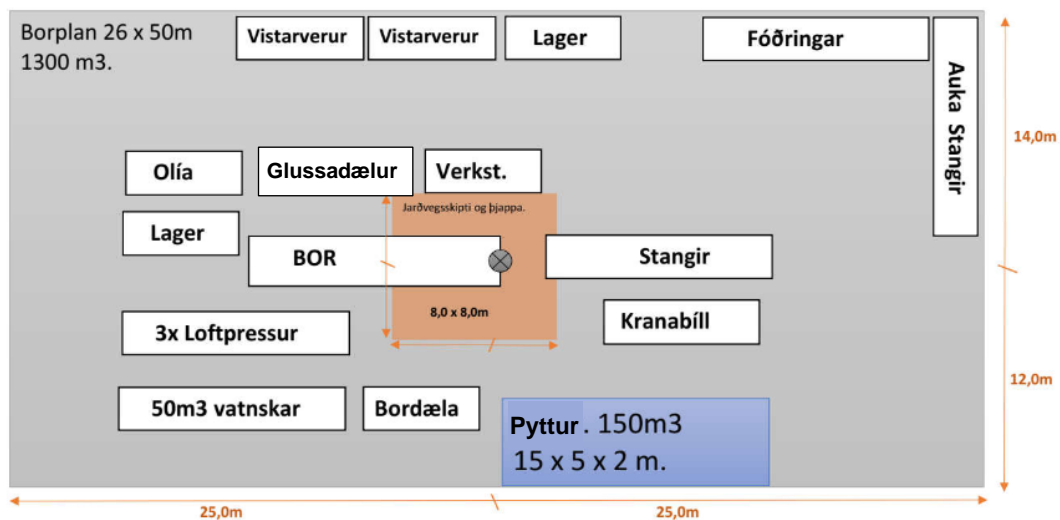 Borplan 26 x 50m
1300 m3.
Vistarverur
Vistarverur
Lager
Fóðringar
Auka Stangir
14,0m
Olía
Glussadælur
Verkst.
Jarðvegsskipti og þjappa.
Lager
BOR
Stangir
8,0 x 8,0m
Kranabíll
3x Loftpressur
12,0m
50m3 vatnskar
Bordæla
Pyttur. 150m3
15 x 5 x 2 m.
25,0m
25,0m